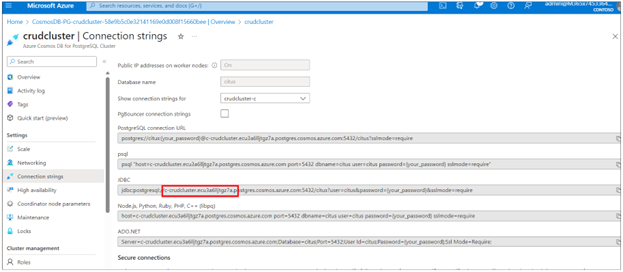 Microsoft Azure
Search resources, services, and docs (G+/)
CONTOSO
Home > CosmosDB-PG-crudcluster-58e9b5c0e32141169e0d008f15660bee | Overview > crudcluster
crudcluster | Connection strings
Azure Cosmos DB for PostgreSQL Cluster
Search
Overview
Activity log
Tags
Quick start (preview)
Settings
Scale
Networking
Connection strings
High availability
Coordinator node parameters
Maintenance
Locks
Cluster management
Roles
Public IP addresses on worker nodes: On
Database name citus
Show connection strings for crudcluster-c
PgBouncer connection strings
PostgreSQL connection URL
postgres://citus:{your_password}@c-crudcluster.ecu3a6lljtgz7a.postgres.cosmos.azure.com:5432/citus?sslmode=require
psql
psql "host=c-crudcluster.ecu3a6lljtgz7a.postgres.cosmos.azure.com port=5432 dbname=citus user=citus password={your_password} sslmode=require"
JDBC
jdbc:postgresql://c-crudcluster.ecu3a6lljtgz7a.postgres.cosmos.azure.com:5432/citus?user=citus&password={your_password}&sslmode=require
Node.js, Python, Ruby, PHP, C++ (libpq)
host=c-crudcluster.ecu3a6lljtgz7a.postgres.cosmos.azure.com port=5432 dbname=citus user=citus password={your_password} sslmode=require
ADO.NET
Server=c-crudcluster.ecu3a6lljtgz7a.postgres.cosmos.azure.com;Database=citus;Port=5432;User Id=citus;Password={your_password};Ssl Mode=Require;
Secure connections